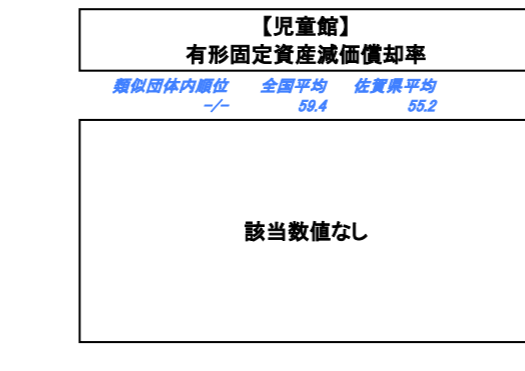 【児童館】
有形固定資産減価償却率
類似団体内順位 全国平均 佐賀県平均
-/- 59.4 55.2
該当数値なし